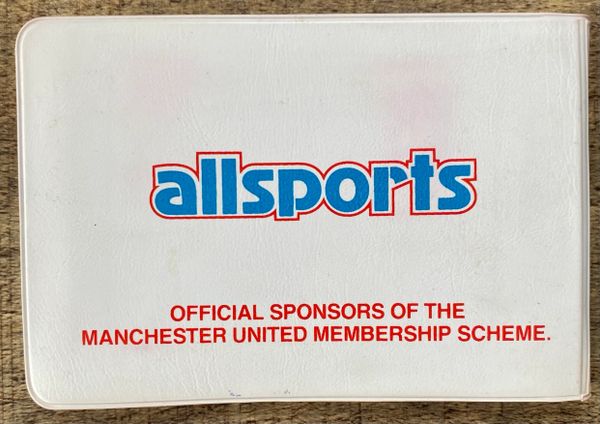 allsports
OFFICIAL SPONSORS OF THE
MANCHESTER UNITED MEMBERSHIP SCHEME.